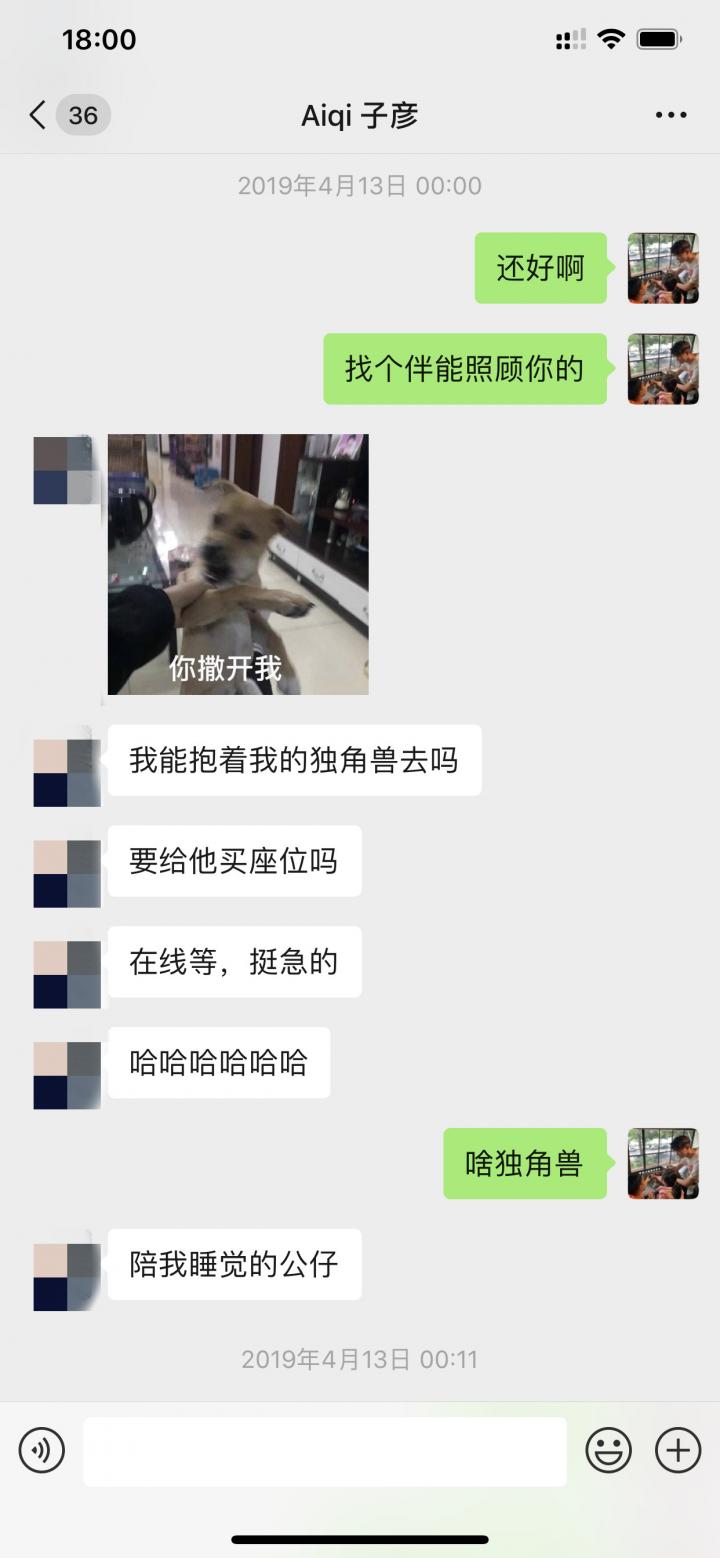 18:00
36
Aiqi 子彦
2019年4月13日 00:00
还好啊
找个伴能照顾你的
你撒开我
我能抱着我的独角兽去吗
要给他买座位吗
在线等，挺急的
哈哈哈哈哈哈
啥独角兽
陪我睡觉的公仔
2019年4月13日 00:11